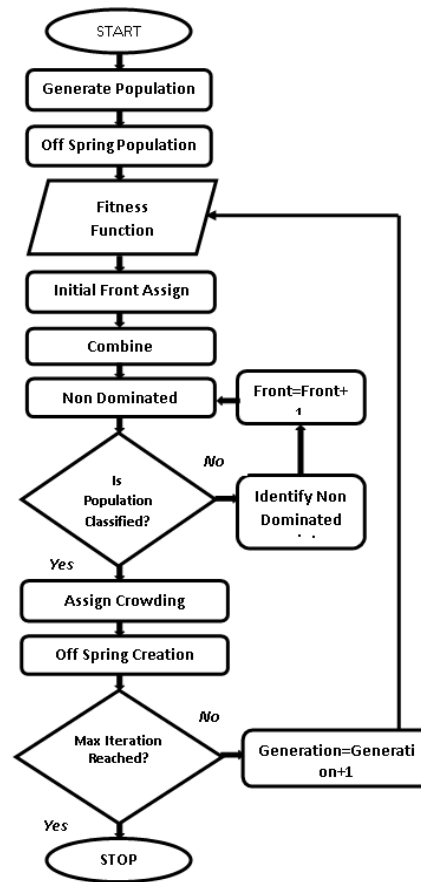 START
Generate Population
Off Spring Population
Fitness
Function
Initial Front Assign
Combine
Non Dominated
Front=Front+
1
Is
Population
Classified?
No
Identify Non
Dominated
Yes
Assign Crowding
Off Spring Creation
Max Iteration
Reached?
No
Generation=Generati
on+1
Yes
STOP